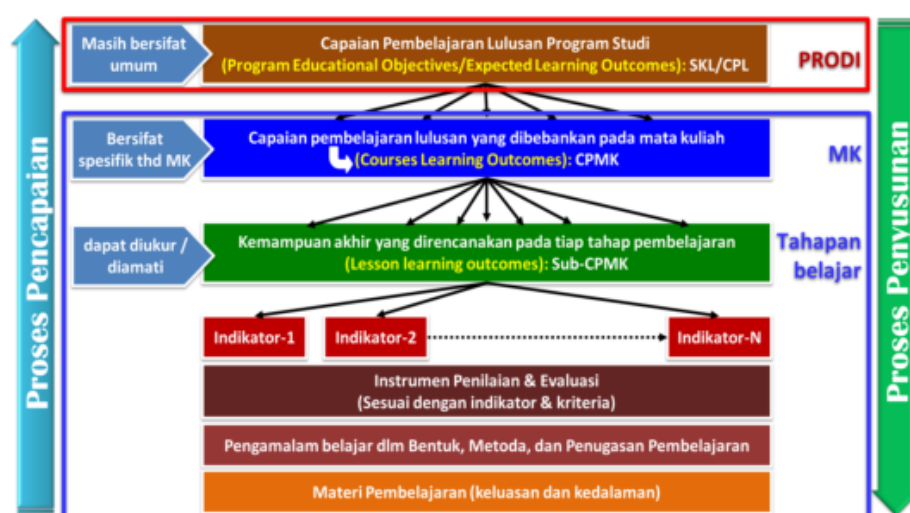 Proses Pencapaian
Masih bersifat
umum
Capaian Pembelajaran Lulusan Program Studi
(Program Educational Objectives/Expected Learning Outcomes): SKL/CPL
PRODI
Bersifat
spesifik thd MK
Capaian pembelajaran lulusan yang dibebankan pada mata kuliah
(Courses Learning Outcomes): CPMK
MK
dapat diukur /
diamati
Kemampuan akhir yang direncanakan pada tiap tahap pembelajaran
(Lesson learning outcomes): Sub-CPMK
Tahapan
belajar
Indikator-1 Indikator-2 Indikator-N
Instrumen Penilaian & Evaluasi
(Sesuai dengan indikator & kriteria)
Pengamalam belajar dlm Bentuk, Metoda, dan Penugasan Pembelajaran
Materi Pembelajaran (keluasan dan kedalaman)
Proses Penyusunan